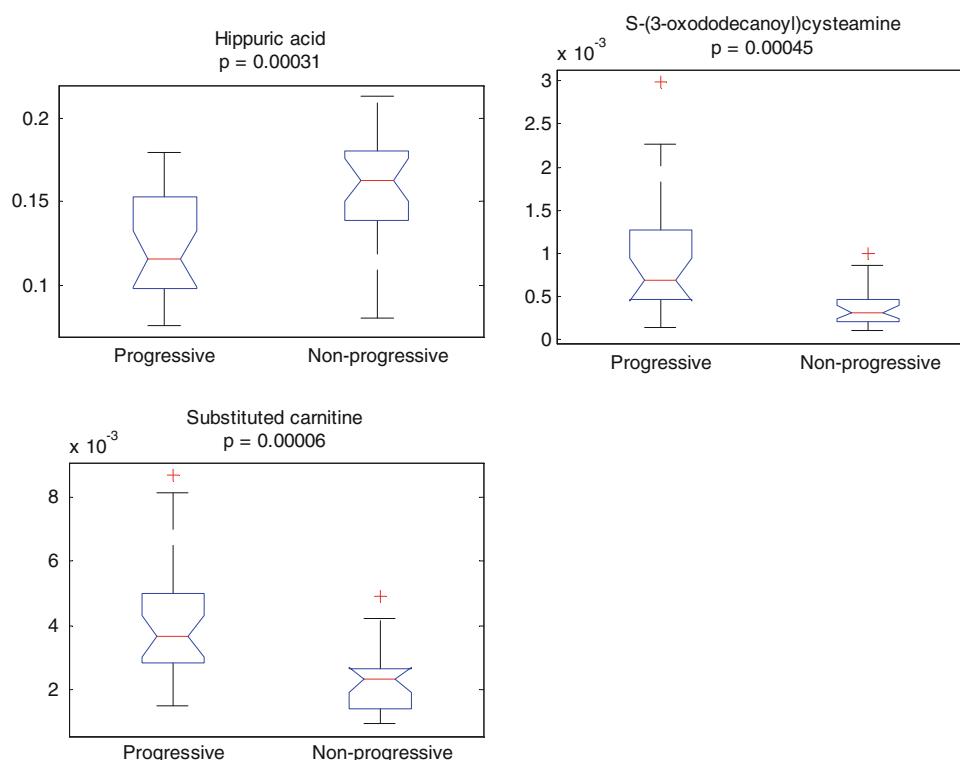 Hippuric acid
p = 0.00031
0.2
0.15
0.1
Progressive Non-progressive
S-(3-oxododecanoyl)cysteamine
x 10-3
p = 0.00045
3
2.5
2
1.5
1
0.5
0
Progressive Non-progressive
Substituted carnitine
x 10-3
p = 0.00006
8
6
4
2
Progressive Non-progressive